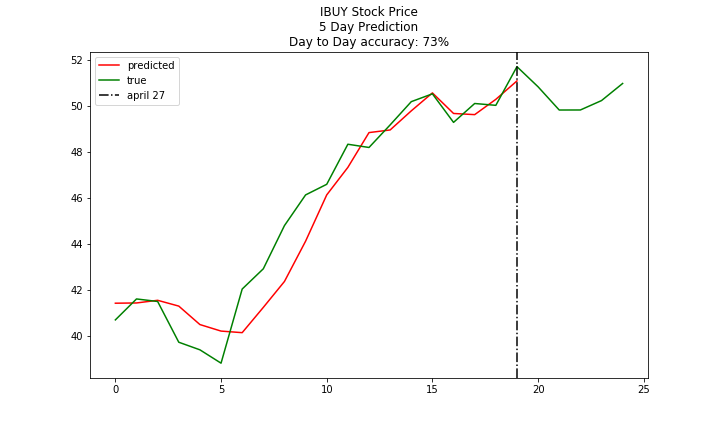 IBUY Stock Price
5 Day Prediction
Day to Day accuracy: 73%
predicted
true
april 27
52
50
48
46
44
42
40
0 5 10 15 20 25